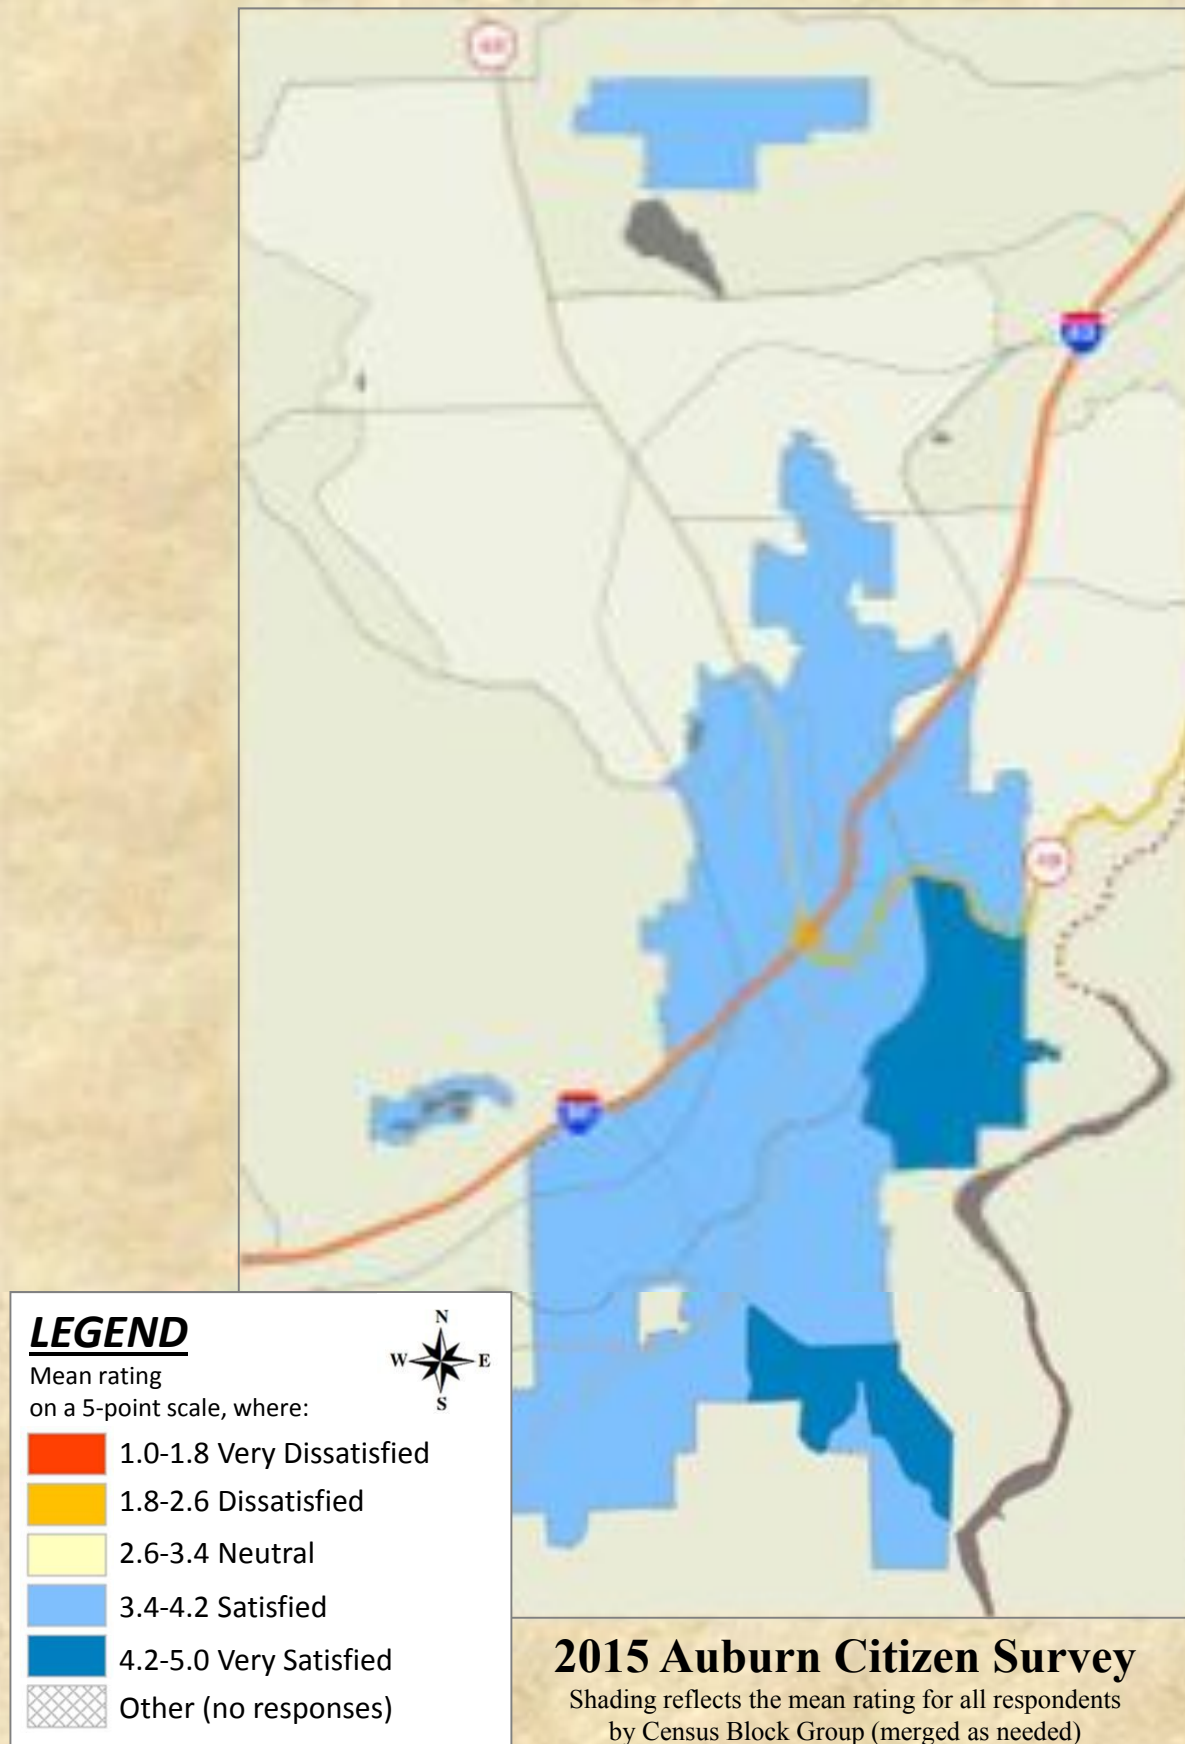 LEGEND
Mean rating
on a 5-point scale, where:
N
W
E
S
1.0-1.8 Very Dissatisfied
1.8-2.6 Dissatisfied
2.6-3.4 Neutral
3.4-4.2 Satisfied
4.2-5.0 Very Satisfied
Other (no responses)
2015 Auburn Citizen Survey
Shading reflects the mean rating for all respondents
by Census Block Group (merged as needed)